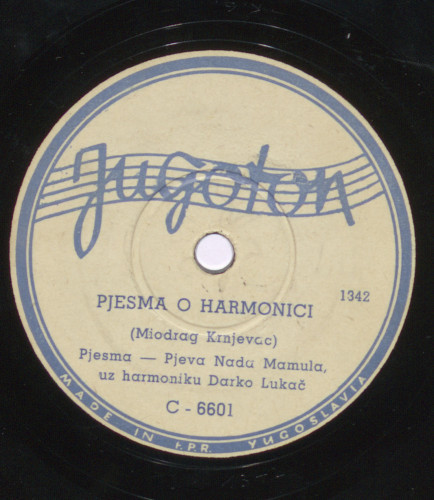 Jugoton
PJESMA O HARMONICI
1342
(Miodrag Krnjevac)
Pjesma — Pjeva Nada Mamula,
uz harmoniku Darko Lukač
C - 6601
MADE IN F.P.R. YUGOSLAVIA